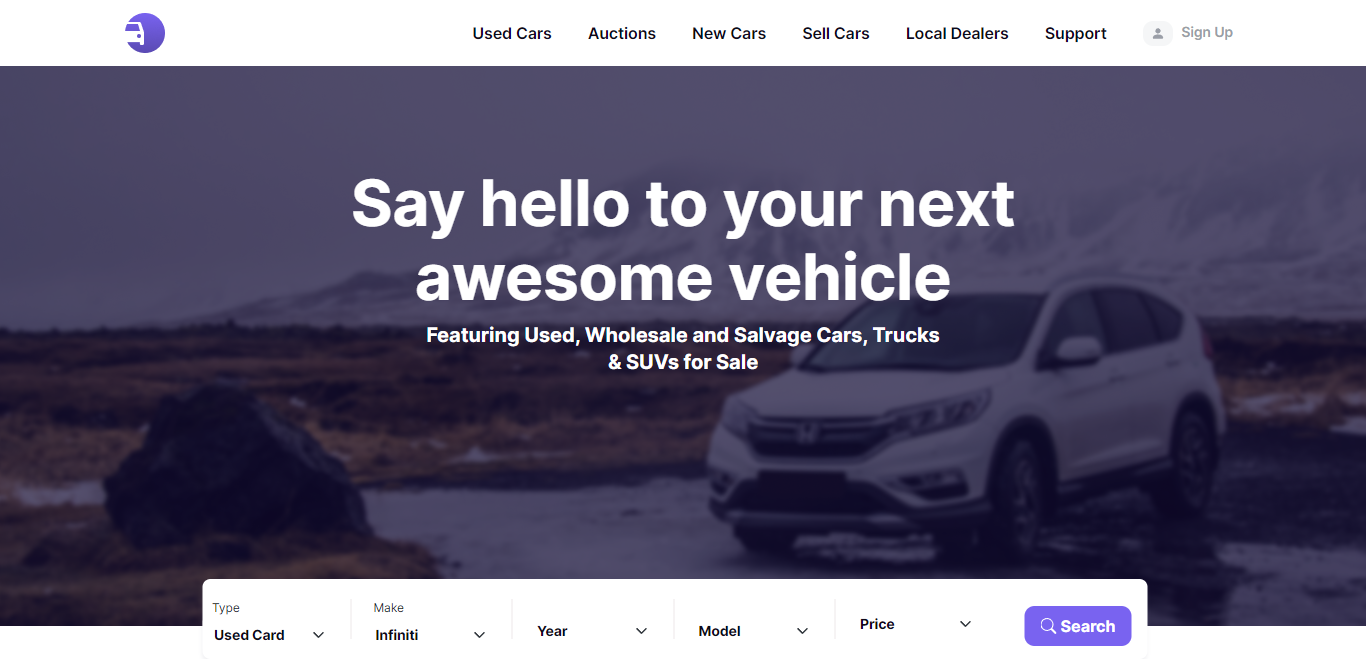 Used Cars Auctions New Cars Sell Cars Local Dealers Support Sign Up
Say hello to your next
awesome vehicle
Featuring Used, Wholesale and Salvage Cars, Trucks
& SUVs for Sale
Type Make
Used Card Infiniti Year Model Price Search